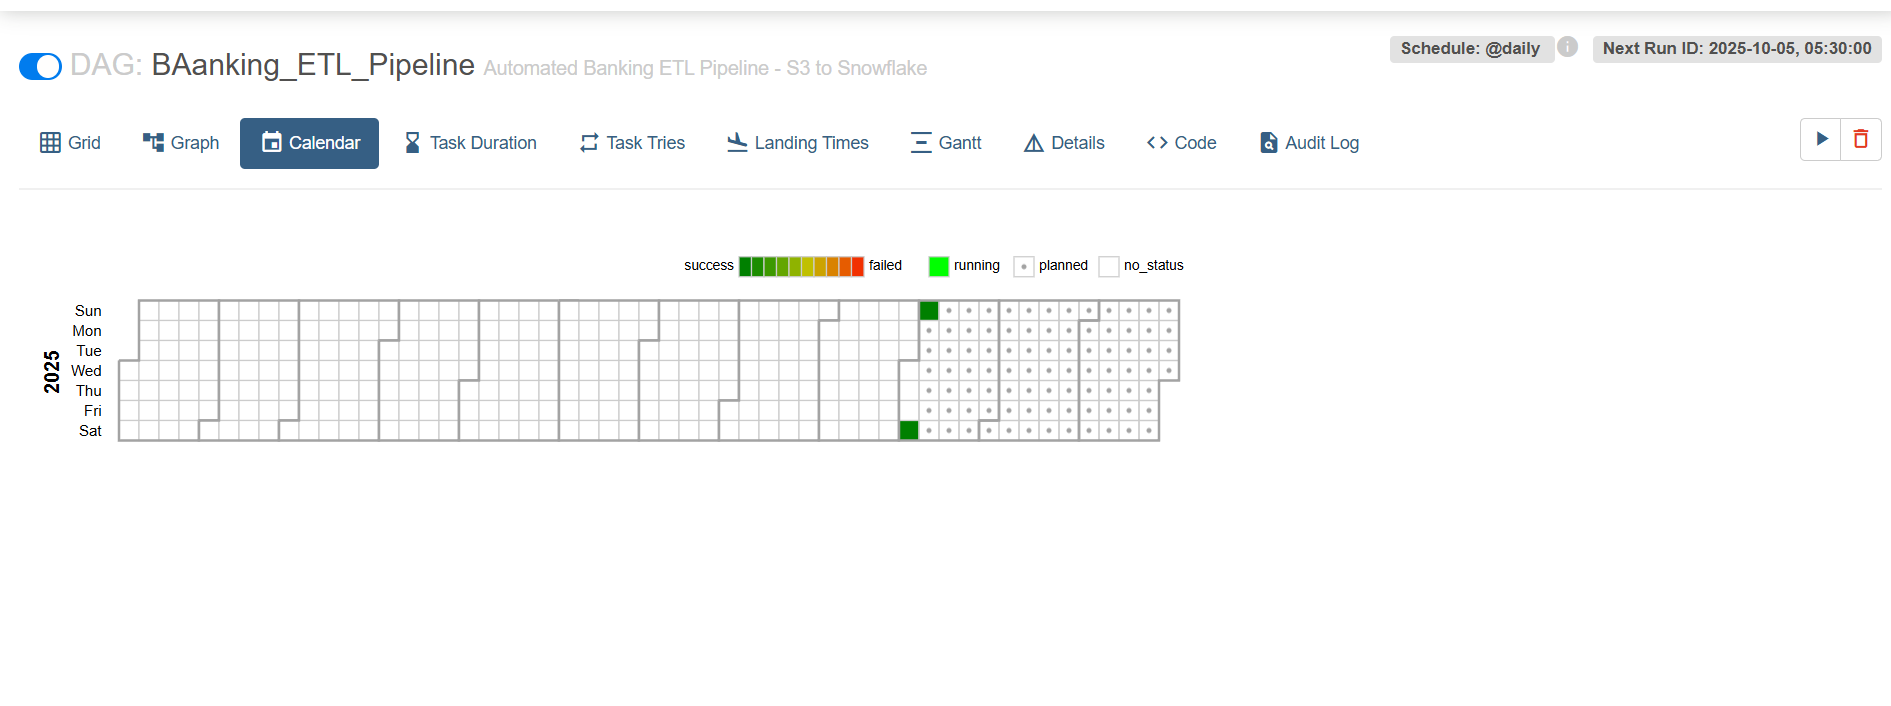 DAG: BAanking_ETL_Pipeline Automated Banking ETL Pipeline - S3 to Snowflake
Schedule: @daily
Next Run ID: 2025-10-05, 05:30:00
Grid Graph Calendar Task Duration Task Tries Landing Times Gantt Details Code Audit Log
success failed running planned no_status
2025
Sun
Mon
Tue
Wed
Thu
Fri
Sat